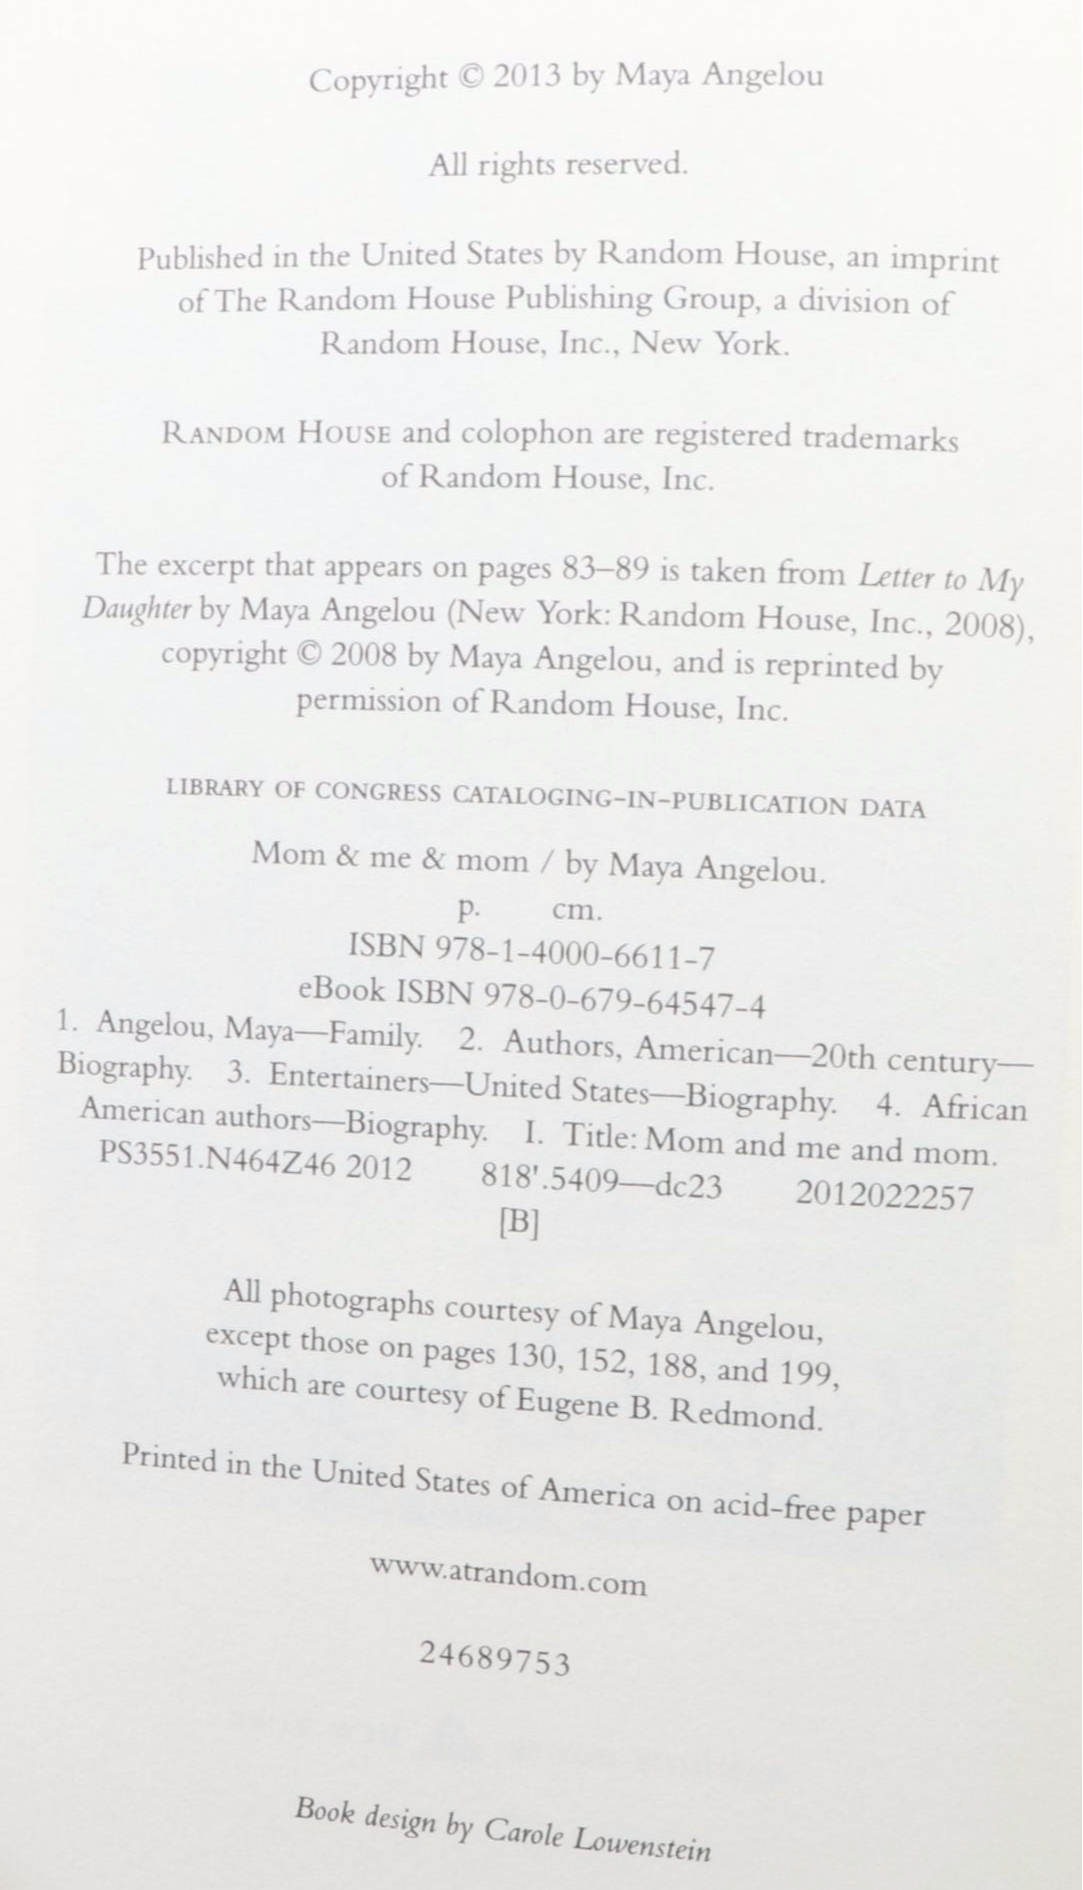 Copyright © 2013 by Maya Angelou
All rights reserved.
Published in the United States by Random House, an imprint
of The Random House Publishing Group, a division of
Random House, Inc., New York.
RANDOM HOUSE and colophon are registered trademarks
of Random House, Inc.
The excerpt that appears on pages 83–89 is taken from Letter to My
Daughter by Maya Angelou (New York: Random House, Inc., 2008),
copyright © 2008 by Maya Angelou, and is reprinted by
permission of Random House, Inc.
LIBRARY OF CONGRESS CATALOGING-IN-PUBLICATION DATA
Mom & me & mom / by Maya Angelou.
p. cm.
ISBN 978-1-4000-6611-7
eBook ISBN 978-0-679-64547-4
1. Angelou, Maya—Family. 2. Authors, American—20th century—
Biography. 3. Entertainers—United States—Biography. 4. African
American authors—Biography. I. Title: Mom and me and mom.
PS3551.N464Z46 2012 818'.5409—dc23 2012022257
[B]
All photographs courtesy of Maya Angelou,
except those on pages 130, 152, 188, and 199,
which are courtesy of Eugene B. Redmond.
Printed in the United States of America on acid-free paper
www.atrandom.com
24689753
Book design by Carole Lowenstein